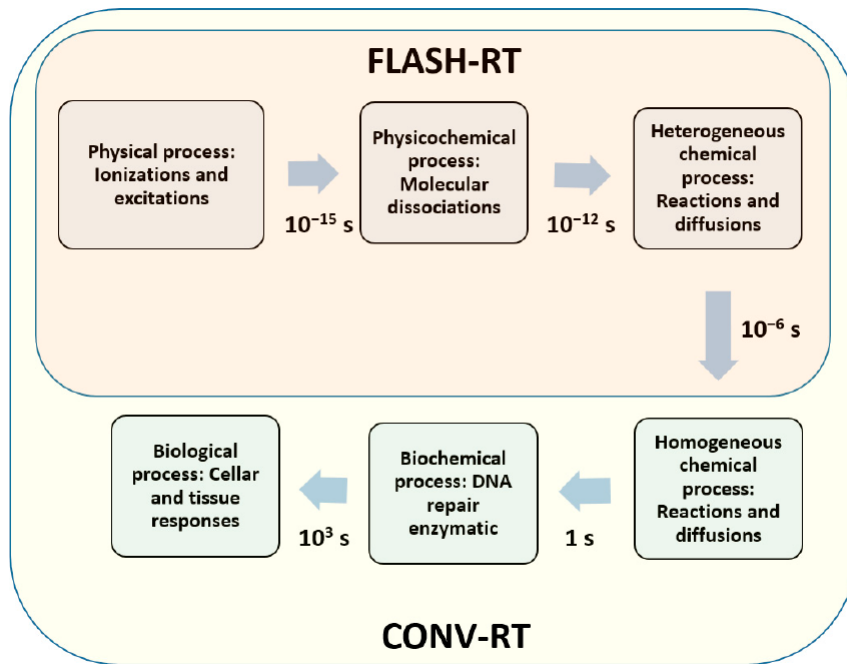 FLASH-RT
Physical process:
Ionizations and
excitations
10⁻¹⁵ s
Physicochemical
process:
Molecular
dissociations
10⁻¹² s
Heterogeneous
chemical
process:
Reactions and
diffusions
10⁻⁶ s
Homogeneous
chemical
process:
Reactions and
diffusions
1 s
Biochemical
process: DNA
repair
enzymatic
10³ s
Biological
process: Cellar
and tissue
responses
CONV-RT